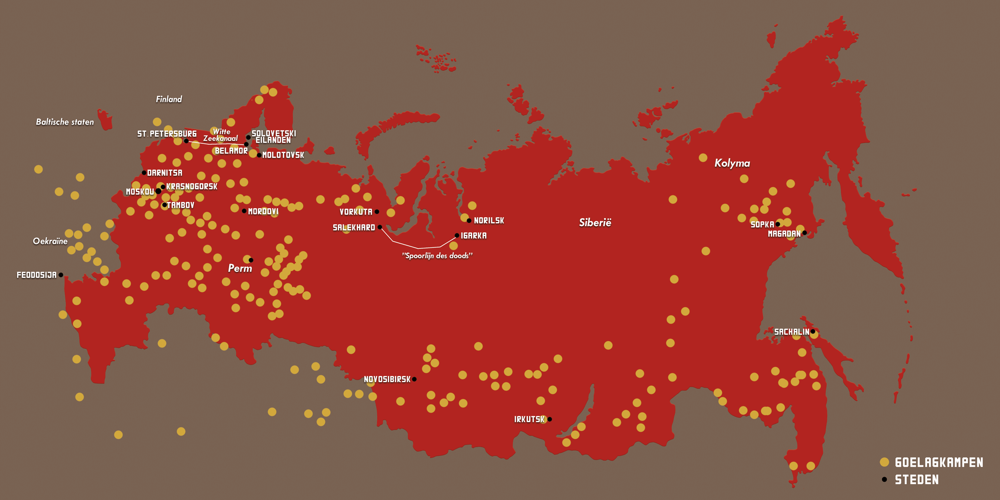 Finland
Baltische staten
ST.PETERSBURG
Witte
Zeekanaal
SOLOVETSKI
EILANDEN
BELAMOR
MOLOTOVSK
Kolyma
DARNITSA
KRASNOGORSK
MOSKOU
TAMBOV
MORDOVI
VORKUTA
NORILSK
Siberië
SOPKA
SALEKHARD
MAGADAN
IGARKA
Oekraïne
"Spoorlijn des doods"
Perm
FEODOSIJA
SACHALIN
NOVOSIBIRSK
IRKUTSK
GOELAGKAMPEN
STEDEN